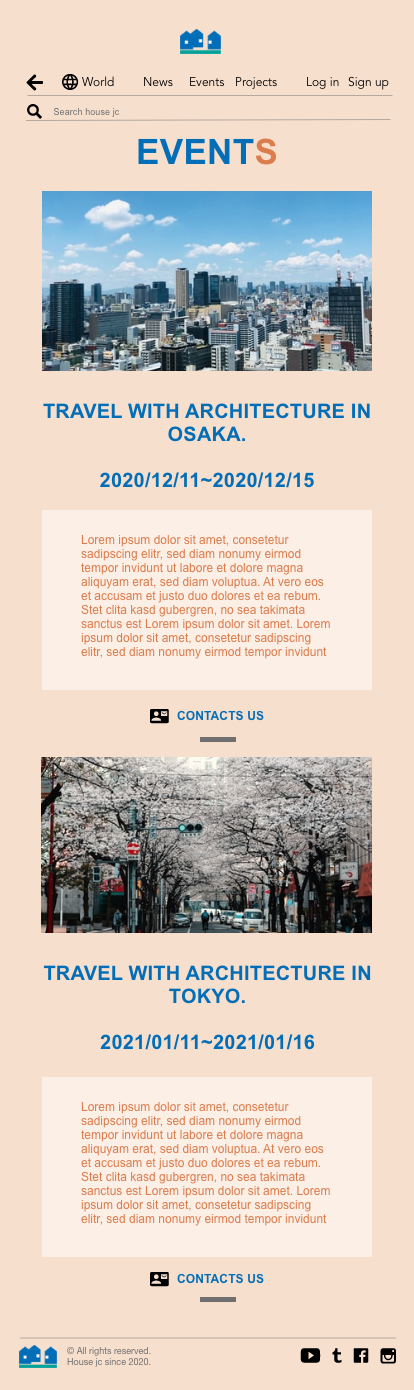 World News Events Projects Log in Sign up
Search house jc
EVENTS
TRAVEL WITH ARCHITECTURE IN
OSAKA.
2020/12/11~2020/12/15
Lorem ipsum dolor sit amet, consetetur
sadipscing elitr, sed diam nonumy eirmod
tempor invidunt ut labore et dolore magna
aliquyam erat, sed diam voluptua. At vero eos
et accusam et justo duo dolores et ea rebum.
Stet clita kasd gubergren, no sea takimata
sanctus est Lorem ipsum dolor sit amet. Lorem
ipsum dolor sit amet, consetetur sadipscing
elitr, sed diam nonumy eirmod tempor invidunt
CONTACTS US
TRAVEL WITH ARCHITECTURE IN
TOKYO.
2021/01/11~2021/01/16
Lorem ipsum dolor sit amet, consetetur
sadipscing elitr, sed diam nonumy eirmod
tempor invidunt ut labore et dolore magna
aliquyam erat, sed diam voluptua. At vero eos
et accusam et justo duo dolores et ea rebum.
Stet clita kasd gubergren, no sea takimata
sanctus est Lorem ipsum dolor sit amet. Lorem
ipsum dolor sit amet, consetetur sadipscing
elitr, sed diam nonumy eirmod tempor invidunt
CONTACTS US
© All rights reserved.
House jc since 2020.